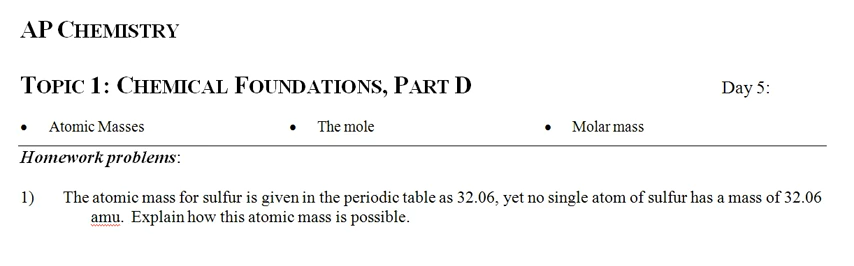 AP CHEMISTRY
TOPIC 1: CHEMICAL FOUNDATIONS, PART D Day 5:
• Atomic Masses • The mole • Molar mass
Homework problems:
1) The atomic mass for sulfur is given in the periodic table as 32.06, yet no single atom of sulfur has a mass of 32.06
amu. Explain how this atomic mass is possible.